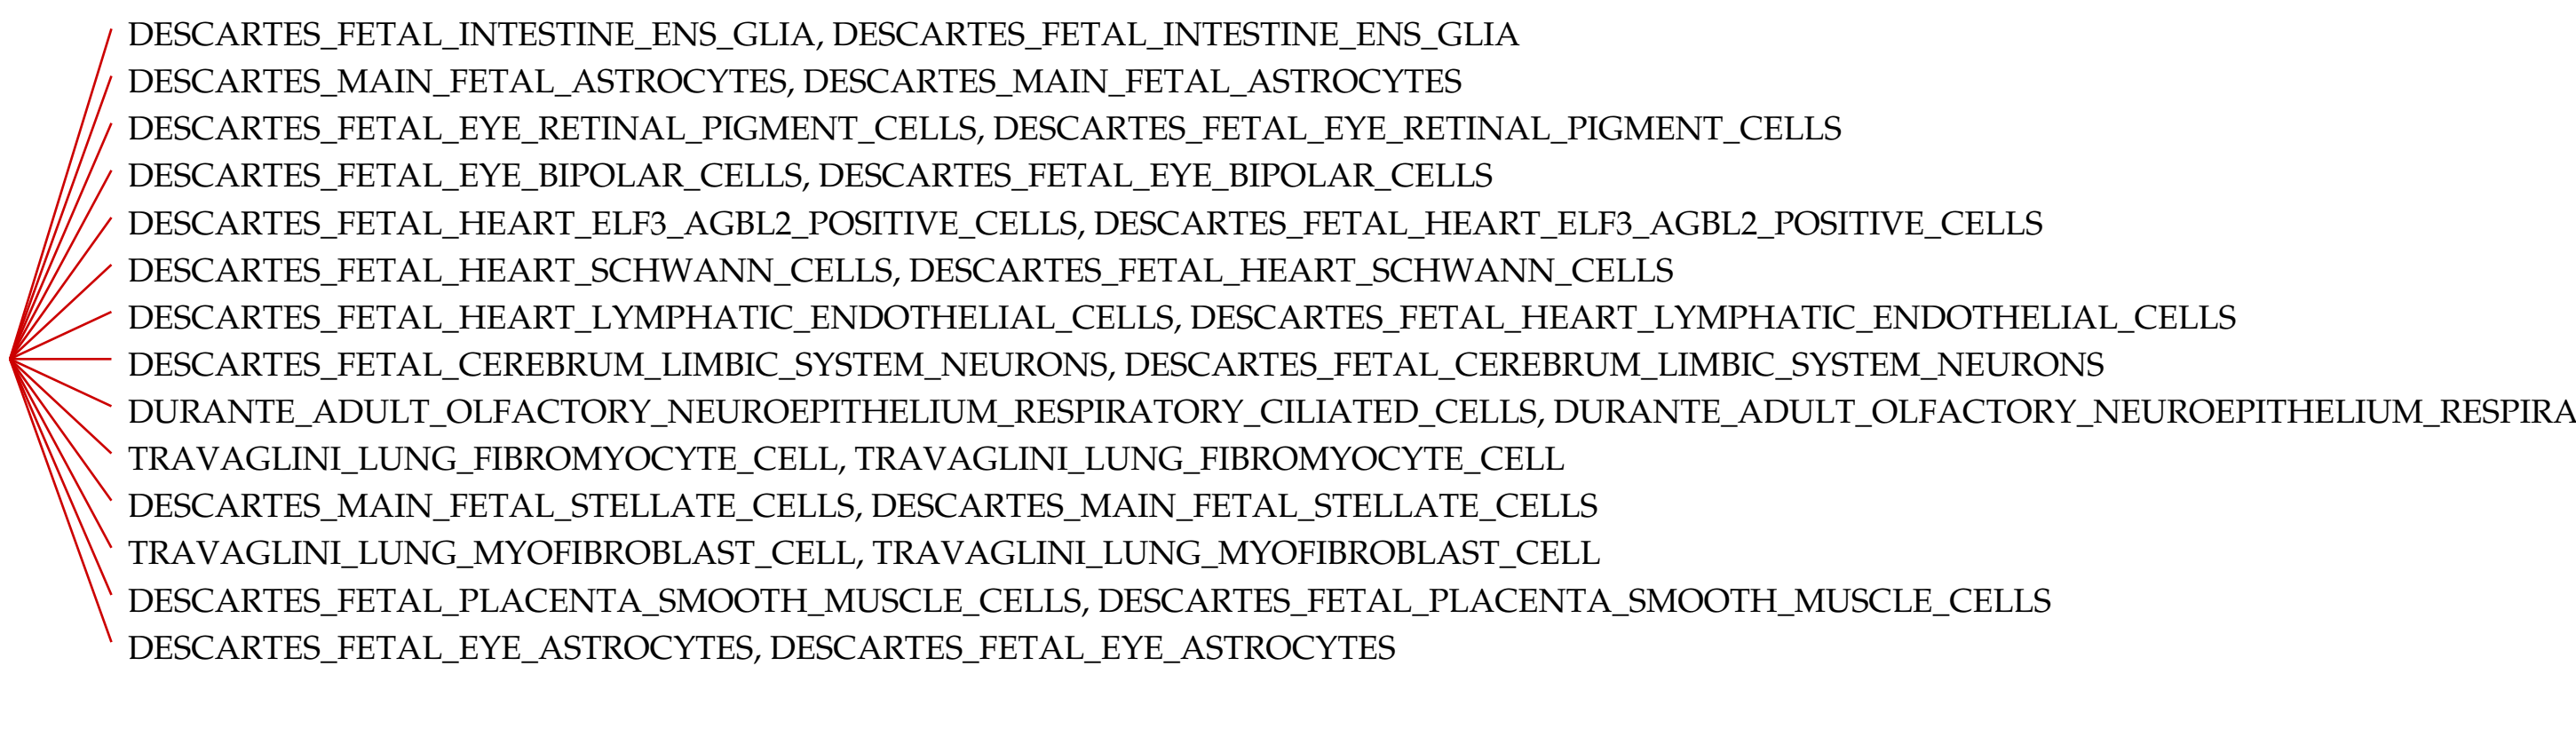 DESCARTES_FETAL_INTESTINE_ENS_GLIA, DESCARTES_FETAL_INTESTINE_ENS_GLIA
DESCARTES_MAIN_FETAL_ASTROCYTES, DESCARTES_MAIN_FETAL_ASTROCYTES
DESCARTES_FETAL_EYE_RETINAL_PIGMENT_CELLS, DESCARTES_FETAL_EYE_RETINAL_PIGMENT_CELLS
DESCARTES_FETAL_EYE_BIPOLAR_CELLS, DESCARTES_FETAL_EYE_BIPOLAR_CELLS
DESCARTES_FETAL_HEART_ELF3_AGBL2_POSITIVE_CELLS, DESCARTES_FETAL_HEART_ELF3_AGBL2_POSITIVE_CELLS
DESCARTES_FETAL_HEART_SCHWANN_CELLS, DESCARTES_FETAL_HEART_SCHWANN_CELLS
DESCARTES_FETAL_HEART_LYMPHATIC_ENDOTHELIAL_CELLS, DESCARTES_FETAL_HEART_LYMPHATIC_ENDOTHELIAL_CELLS
DESCARTES_FETAL_CEREBRUM_LIMBIC_SYSTEM_NEURONS, DESCARTES_FETAL_CEREBRUM_LIMBIC_SYSTEM_NEURONS
DURANTE_ADULT_OLFACTORY_NEUROEPITHELIUM_RESPIRATORY_CILIATED_CELLS, DURANTE_ADULT_OLFACTORY_NEUROEPITHELIUM_RESPIRA
TRAVAGLINI_LUNG_FIBROMYOCYTE_CELL, TRAVAGLINI_LUNG_FIBROMYOCYTE_CELL
DESCARTES_MAIN_FETAL_STELLATE_CELLS, DESCARTES_MAIN_FETAL_STELLATE_CELLS
TRAVAGLINI_LUNG_MYOFIBROBLAST_CELL, TRAVAGLINI_LUNG_MYOFIBROBLAST_CELL
DESCARTES_FETAL_PLACENTA_SMOOTH_MUSCLE_CELLS, DESCARTES_FETAL_PLACENTA_SMOOTH_MUSCLE_CELLS
DESCARTES_FETAL_EYE_ASTROCYTES, DESCARTES_FETAL_EYE_ASTROCYTES